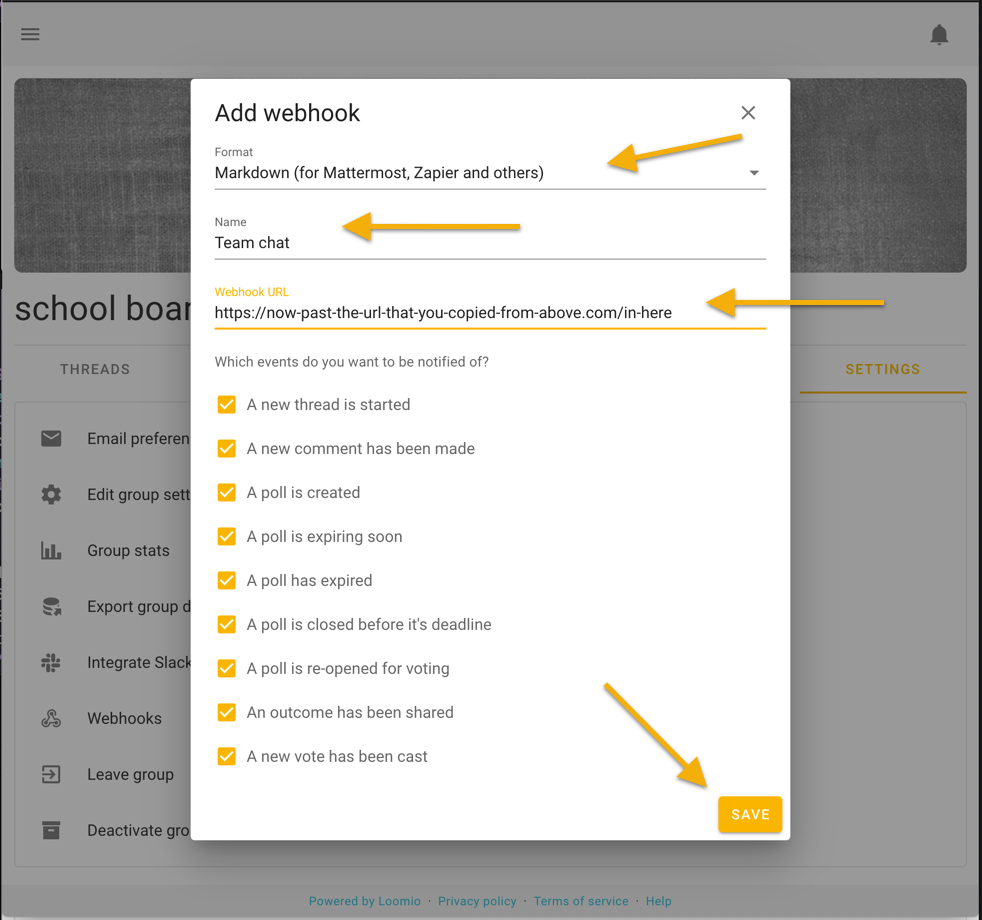 Add webhook
Format
Markdown (for Mattermost, Zapier and others)
Name
Team chat
Webhook URL
https://now-past-the-url-that-you-copied-from-above.com/in-here
Which events do you want to be notified of?
A new thread is started
A new comment has been made
A poll is created
A poll is expiring soon
A poll has expired
A poll is closed before it's deadline
A poll is re-opened for voting
An outcome has been shared
A new vote has been cast
SAVE
school boar
THREADS
SETTINGS
Email preferen
Edit group sett
Group stats
Export group d
Integrate Slack
Webhooks
Leave group
Deactivate gro
Powered by Loomio · Privacy policy · Terms of service · Help